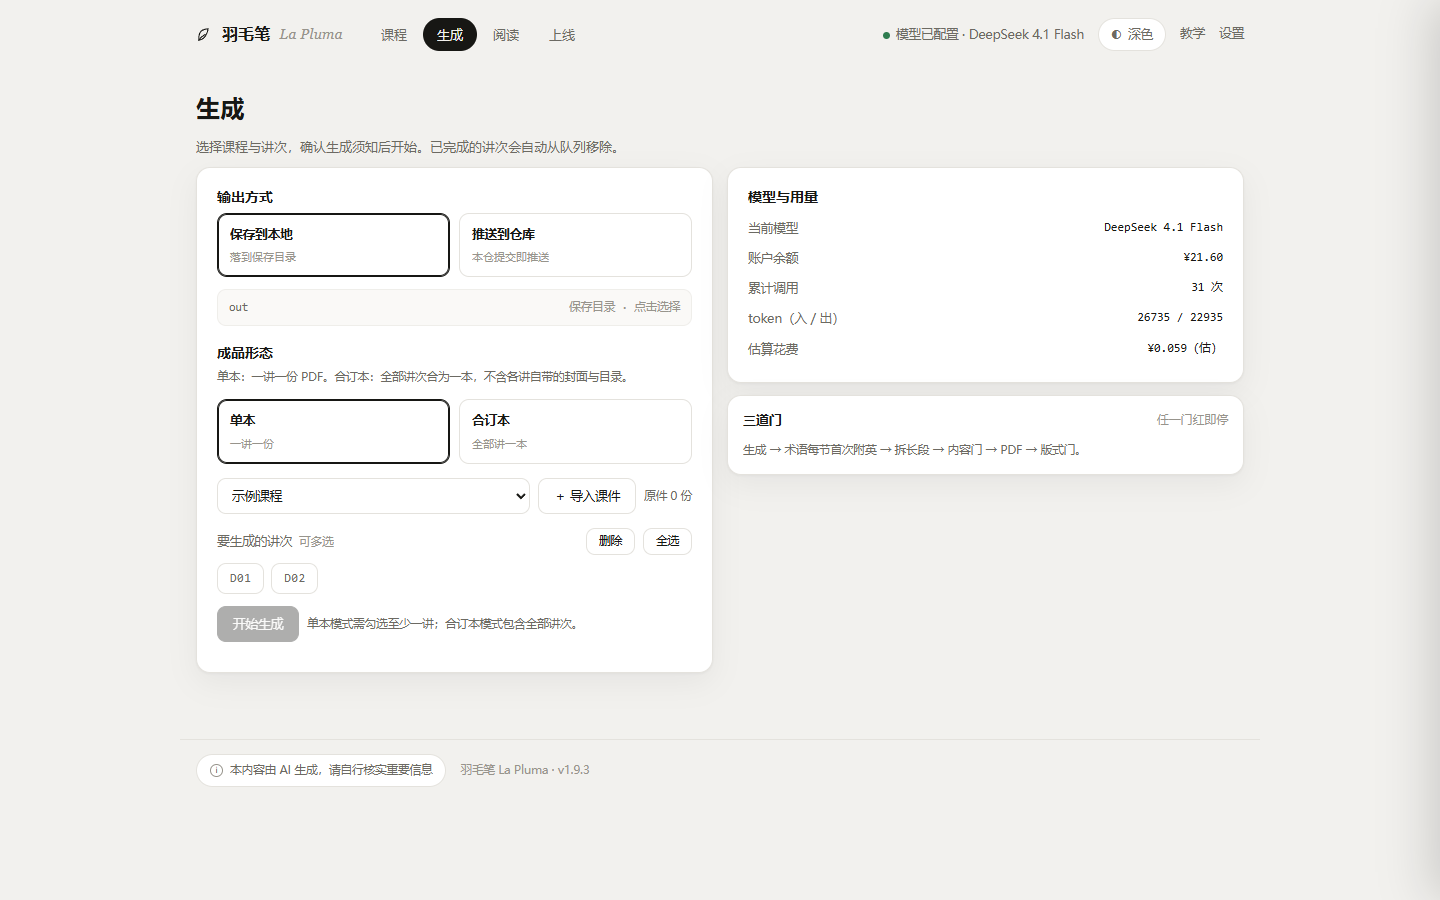 羽毛笔 La Pluma 课程 生成 阅读 上线 模型已配置 · DeepSeek 4.1 Flash 深色 教学 设置
生成
选择课程与讲次，确认生成须知后开始。已完成的讲次会自动从队列移除。
输出方式
保存到本地 推送到仓库
落到保存目录 本仓提交即推送
out 保存目录 · 点击选择
成品形态
单本：一讲一份 PDF。合订本：全部讲次合为一本，不含各讲自带的封面与目录。
单本 合订本
一讲一份 全部讲一本
示例课程 + 导入课件 原件 0 份
要生成的讲次 可多选 删除 全选
D01 D02
开始生成 单本模式需勾选至少一讲；合订本模式包含全部讲次。
模型与用量
当前模型 DeepSeek 4.1 Flash
账户余额 ¥21.60
累计调用 31 次
token（入 / 出） 26735 / 22935
估算花费 ¥0.059（估）
三道门 任一门红即停
生成 → 术语每节首次附英 → 拆长段 → 内容门 → PDF → 版式门。
本内容由 AI 生成，请自行核实重要信息 羽毛笔 La Pluma · v1.9.3